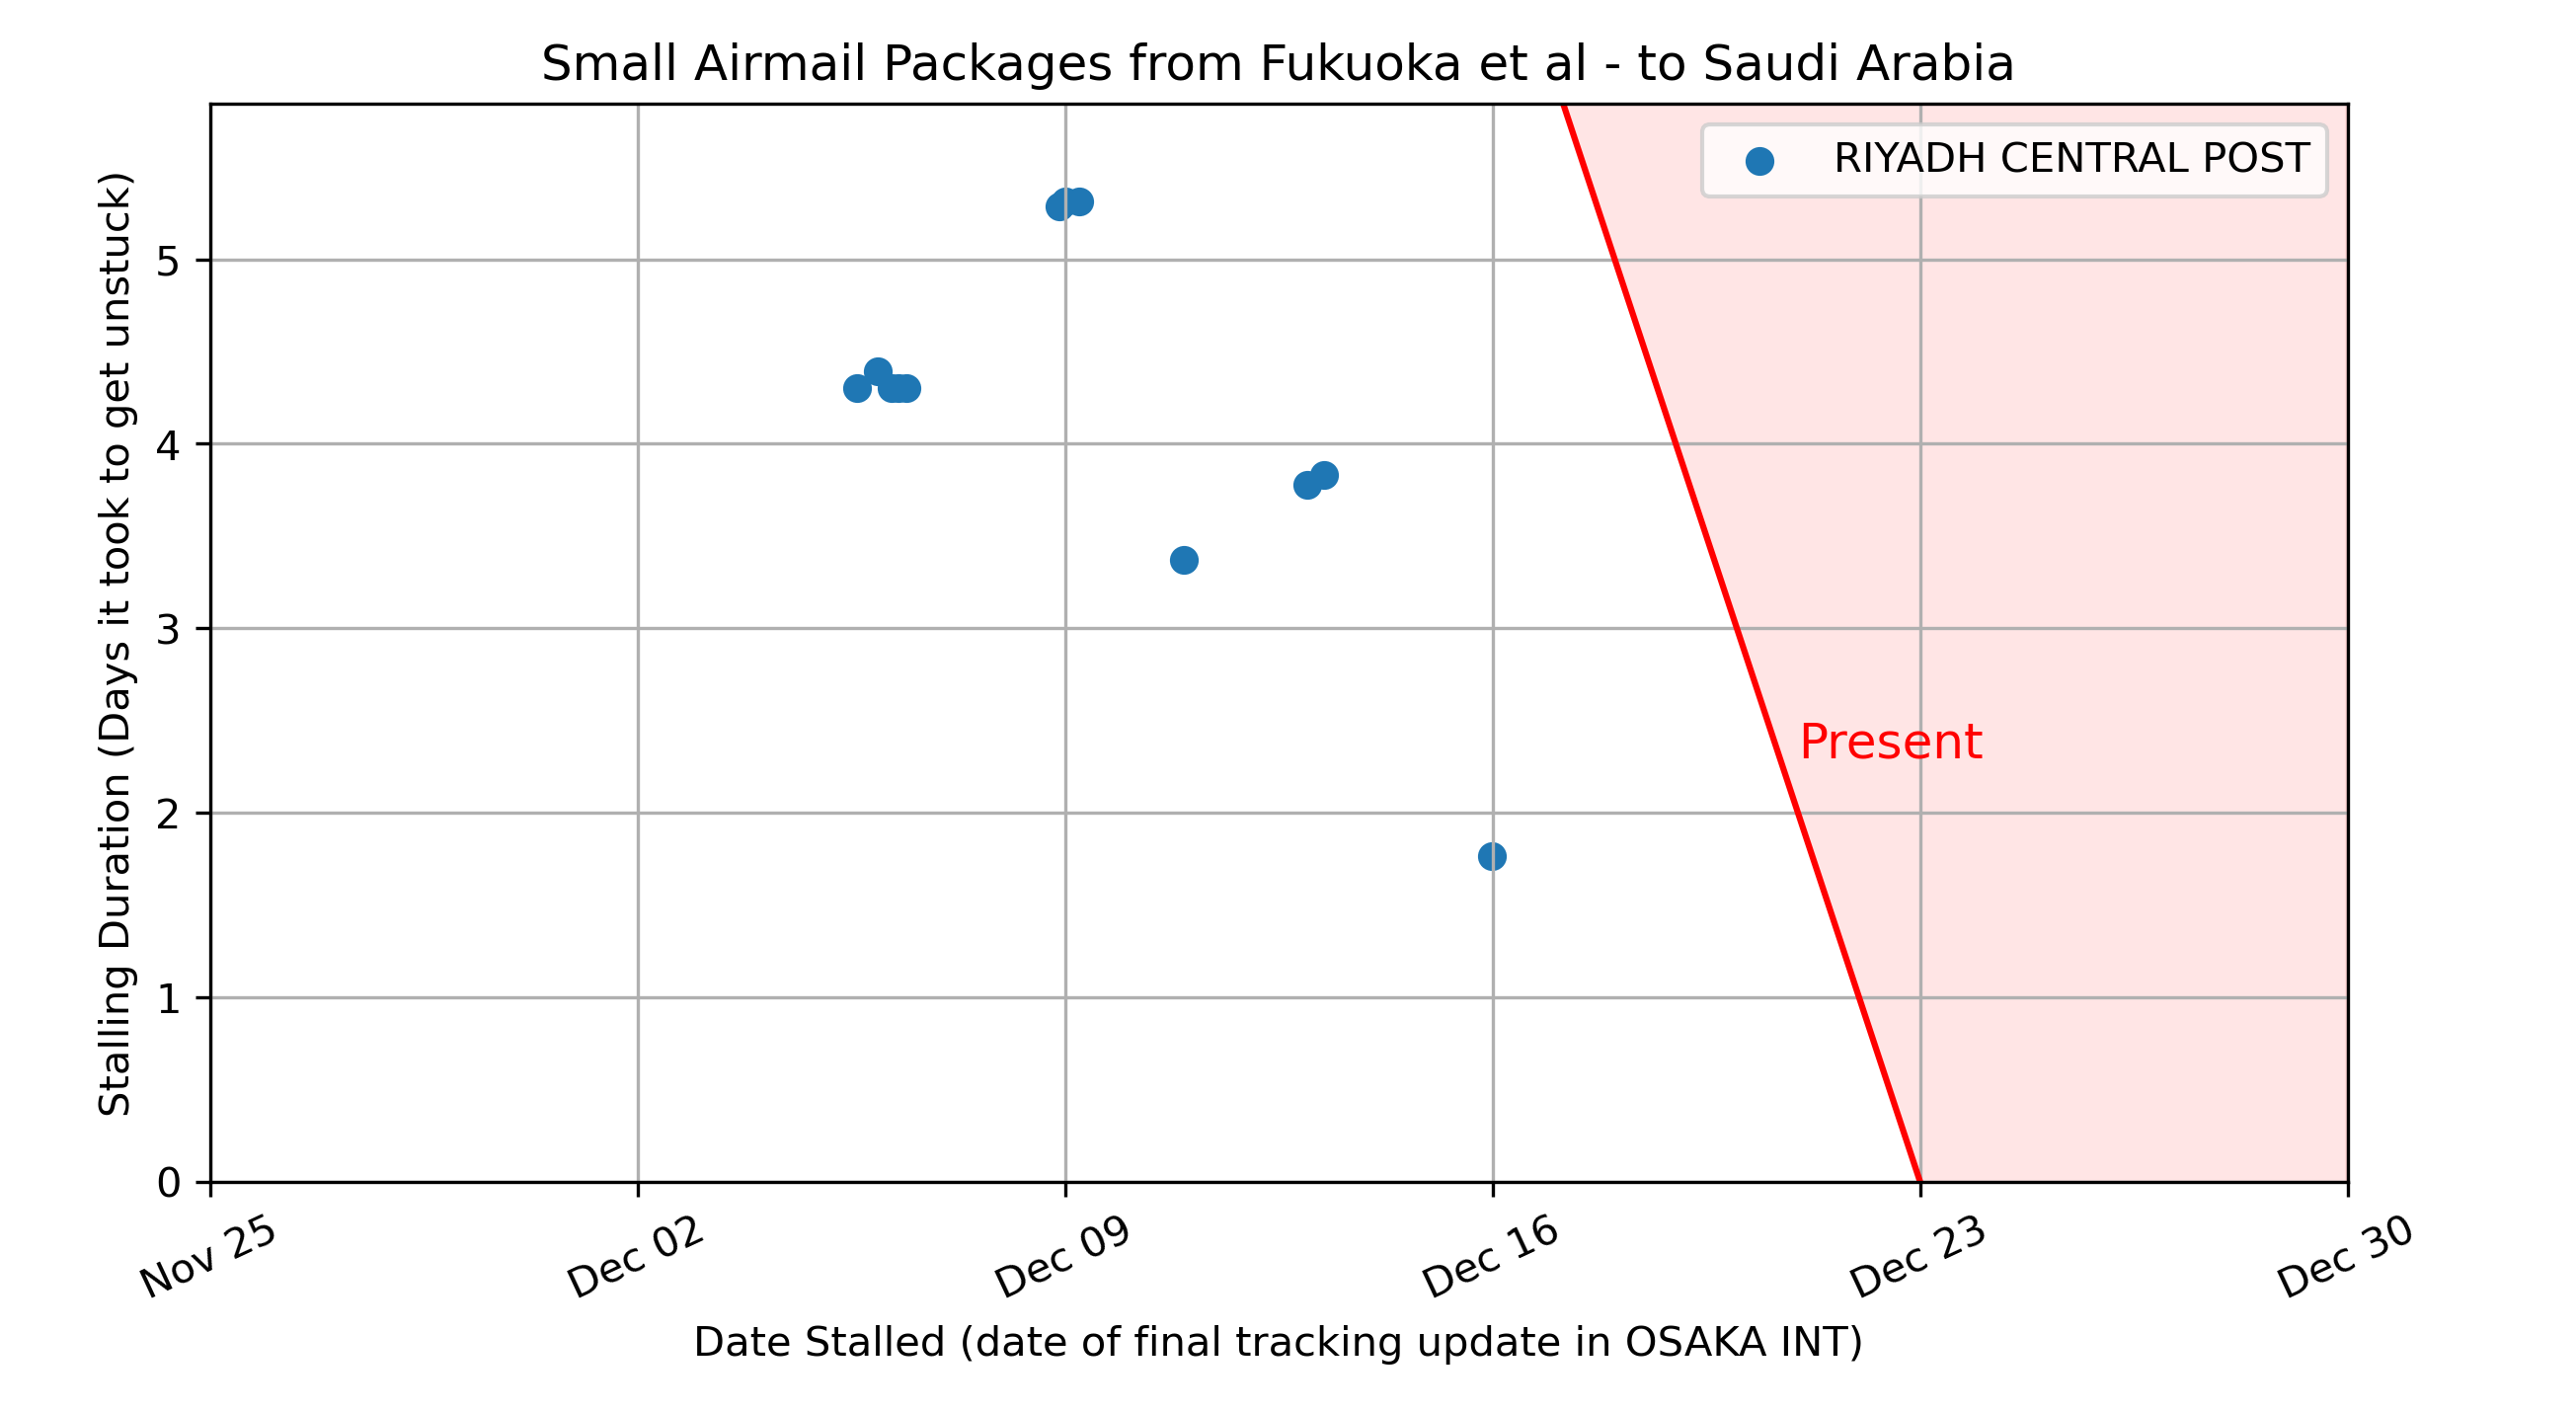 Small Airmail Packages from Fukuoka et al - to Saudi Arabia
RIYADH CENTRAL POST
Stalling Duration (Days it took to get unstuck)
5
4
3
2
1
0
Present
Nov 25
Dec 02
Dec 09
Dec 16
Dec 23
Dec 30
Date Stalled (date of final tracking update in OSAKA INT)